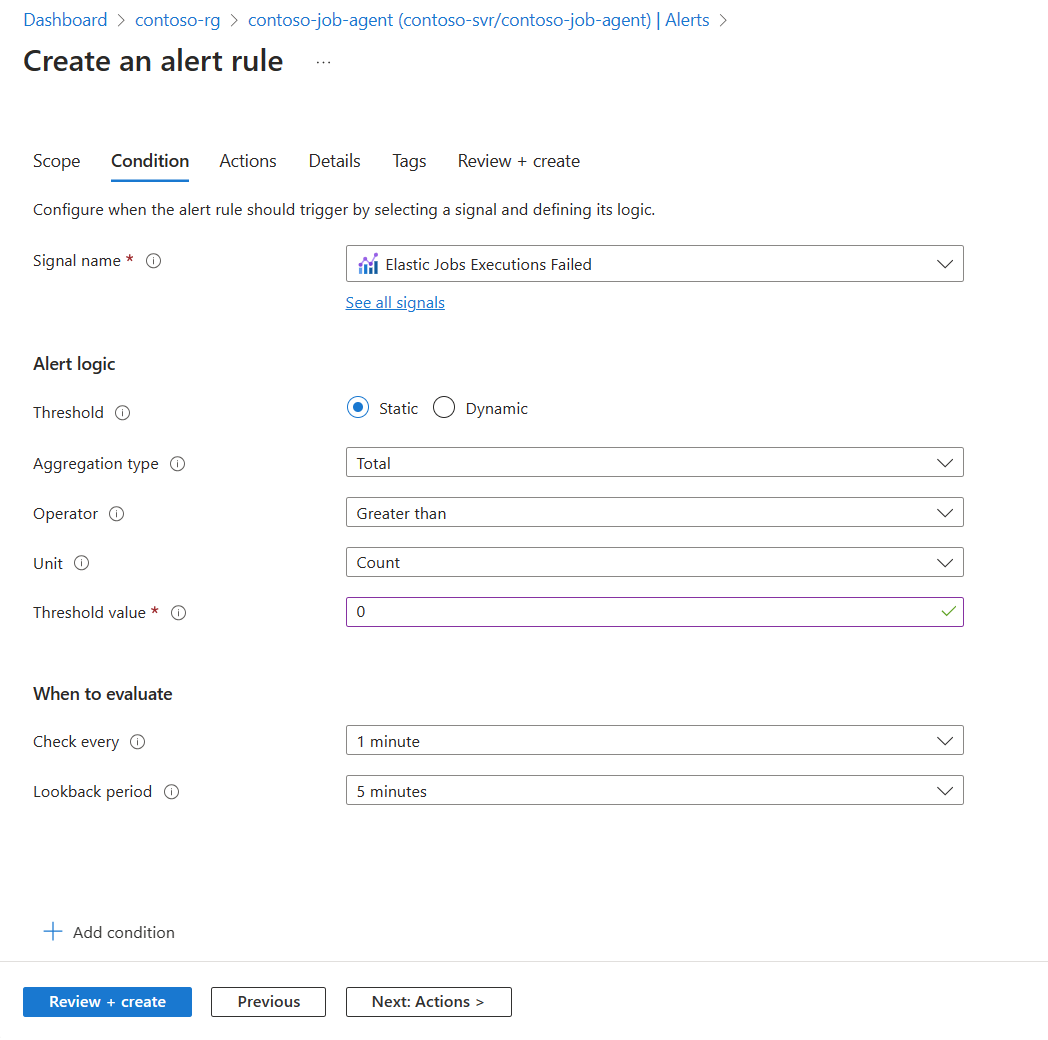 Dashboard > contoso-rg > contoso-job-agent (contoso-svr/contoso-job-agent) | Alerts >
Create an alert rule ...
Scope Condition Actions Details Tags Review + create
Configure when the alert rule should trigger by selecting a signal and defining its logic.
Signal name * Elastic Jobs Executions Failed
See all signals
Alert logic
Threshold Static Dynamic
Aggregation type Total
Operator Greater than
Unit Count
Threshold value * 0
When to evaluate
Check every 1 minute
Lookback period 5 minutes
+ Add condition
Review + create Previous Next: Actions >